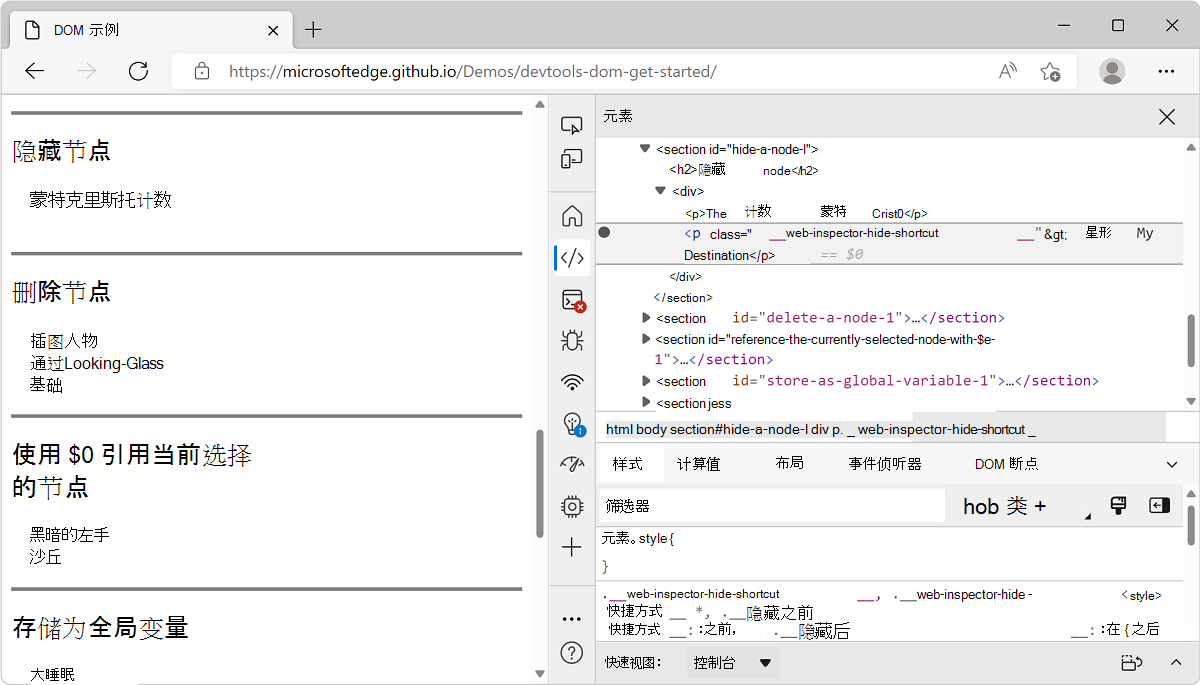 DOM 示例
https://microsoftedge.github.io/Demos/devtools-dom-get-started/
隐藏节点
蒙特克里斯托计数
删除节点
插图人物
通过Looking-Glass
基础
使用 $0 引用当前选择
的节点
黑暗的左手
沙丘
存储为全局变量
大睡眠
元素
<section id="hide-a-node-l">
<h2>隐藏 node</h2>
<div>
<p>The 计数 蒙特 Crist0</p>
<p class=" __web-inspector-hide-shortcut __"&gt; 星形 My
Destination</p> == $0
</div>
</section>
<section id="delete-a-node-1">…</section>
<section id="reference-the-currently-selected-node-with-$e-
1">…</section>
<section id="store-as-global-variable-1">…</section>
<section jess
html body section#hide-a-node-l div p. _ web-inspector-hide-shortcut _
样式 计算值 布局 事件侦听器 DOM 断点
筛选器 hob 类 +
元素。style {
}
.__web-inspector-hide-shortcut __, .__web-inspector-hide - <style>
快捷方式 __ *, .__隐藏之前
快捷方式 __: :之前, .__隐藏后 __: :在 { 之后
快速视图: 控制台